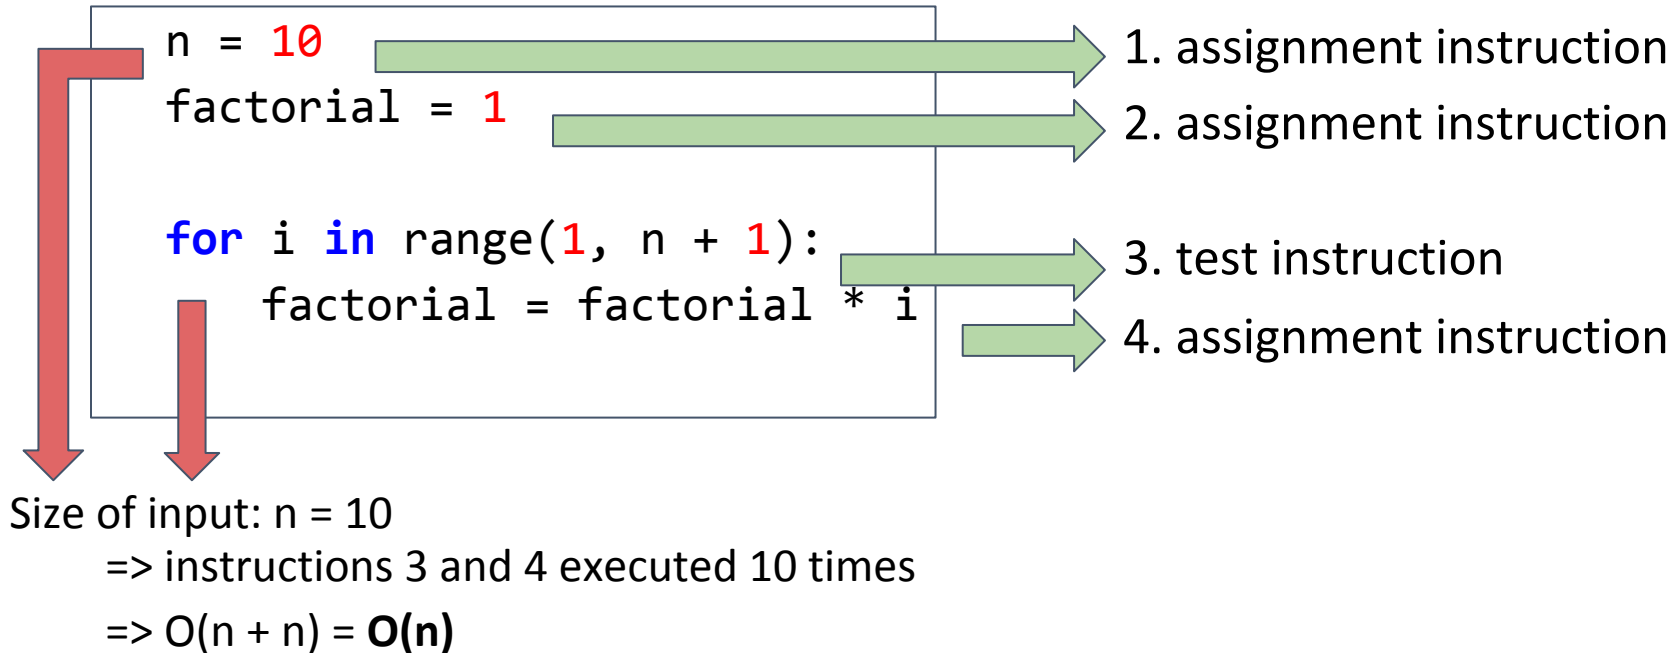 n = 10
factorial = 1
for i in range(1, n + 1):
factorial = factorial * i
1. assignment instruction
2. assignment instruction
3. test instruction
4. assignment instruction
Size of input: n = 10
=> instructions 3 and 4 executed 10 times
=> O(n + n) = O(n)